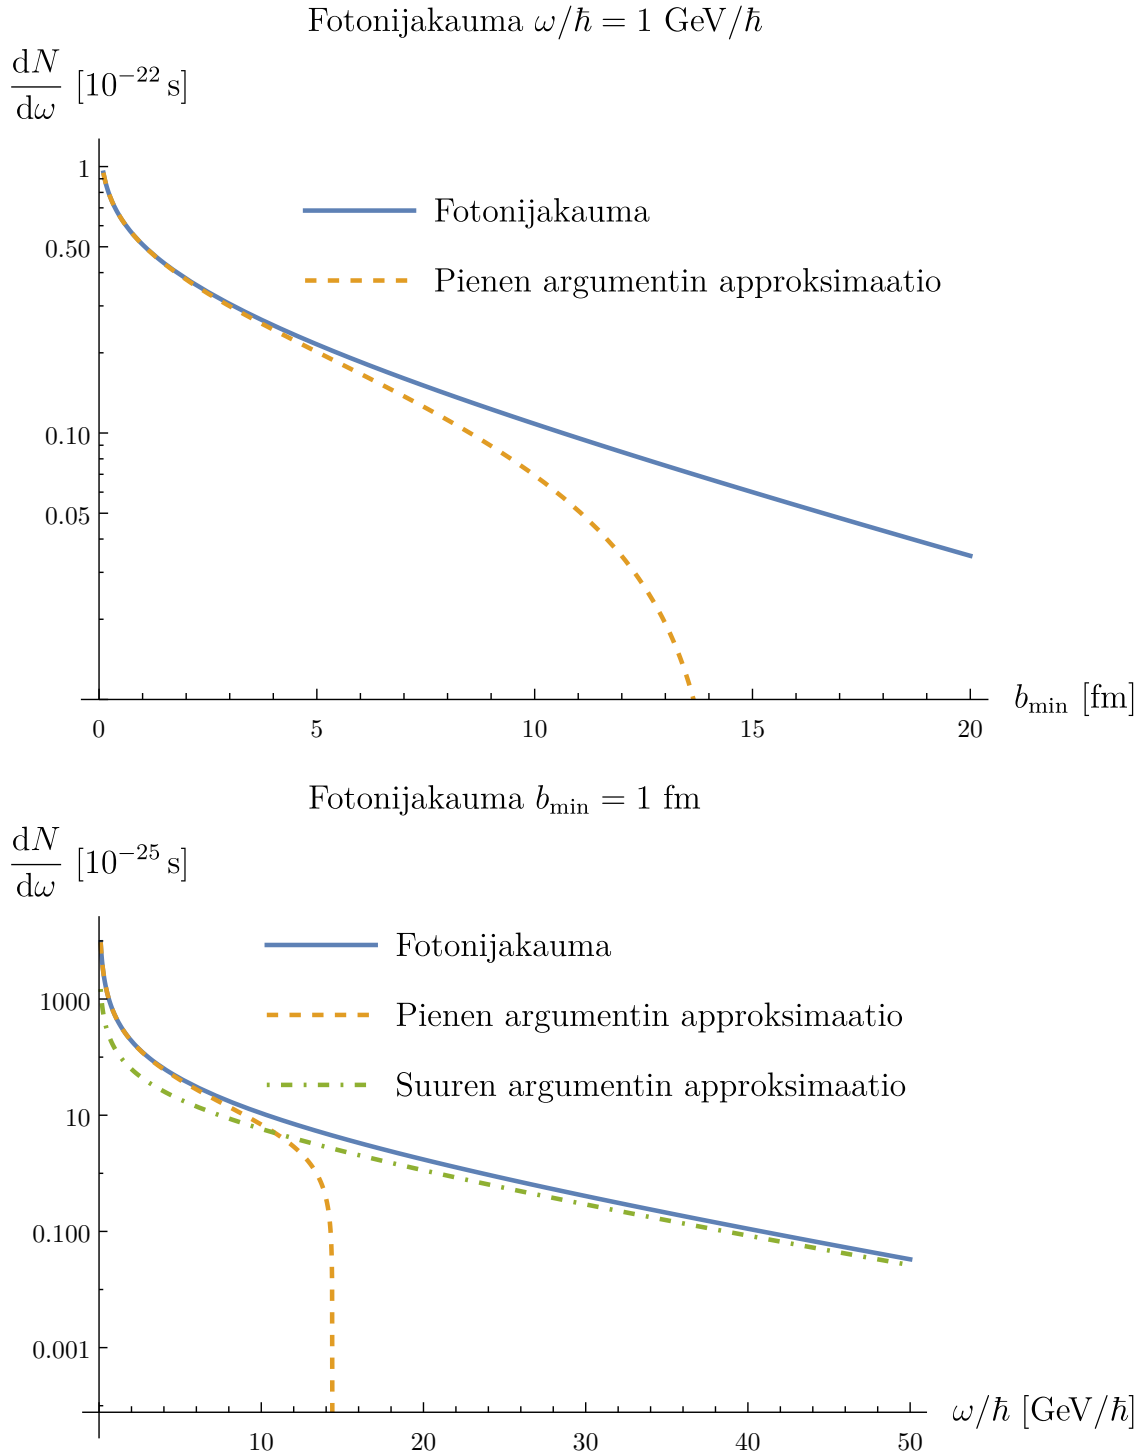 Fotonijakauma ω/ħ = 1 GeV/ħ
dN/dω [10⁻²² s]
1
Fotonijakauma
0.50
Pienen argumentin approksimaatio
0.10
0.05
b_min [fm]
0 5 10 15 20
Fotonijakauma b_min = 1 fm
dN/dω [10⁻²⁵ s]
Fotonijakauma
1000
Pienen argumentin approksimaatio
Suuren argumentin approksimaatio
10
0.100
0.001
ω/ħ [GeV/ħ]
10 20 30 40 50